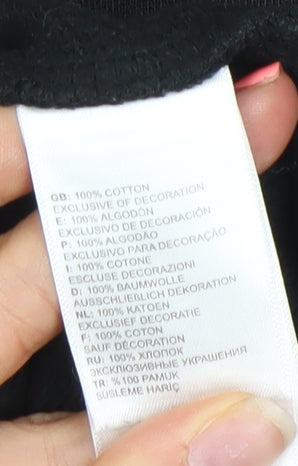 GB: 100% COTTON
EXCLUSIVE OF DECORATION
E: 100% ALGODÓN
EXCLUSIVO DE DECORACIÓN
P: 100% ALGODÃO
EXCLUSIVO PARA DECORAÇÃO
I: 100% COTONE
ESCLUSE DECORAZIONI
D: 100% BAUMWOLLE
AUSSCHLIEßLICH DEKORATION
NL: 100% KATOEN
EXCLUSIEF DECORATIE
F: 100% COTON
SAUF DÉCORATION
RU: 100% ХЛОПОК
ЭКСКЛЮЗИВНЫЕ УКРАШЕНИЯ
TR: %100 PAMUK
SÜSLEME HARİÇ